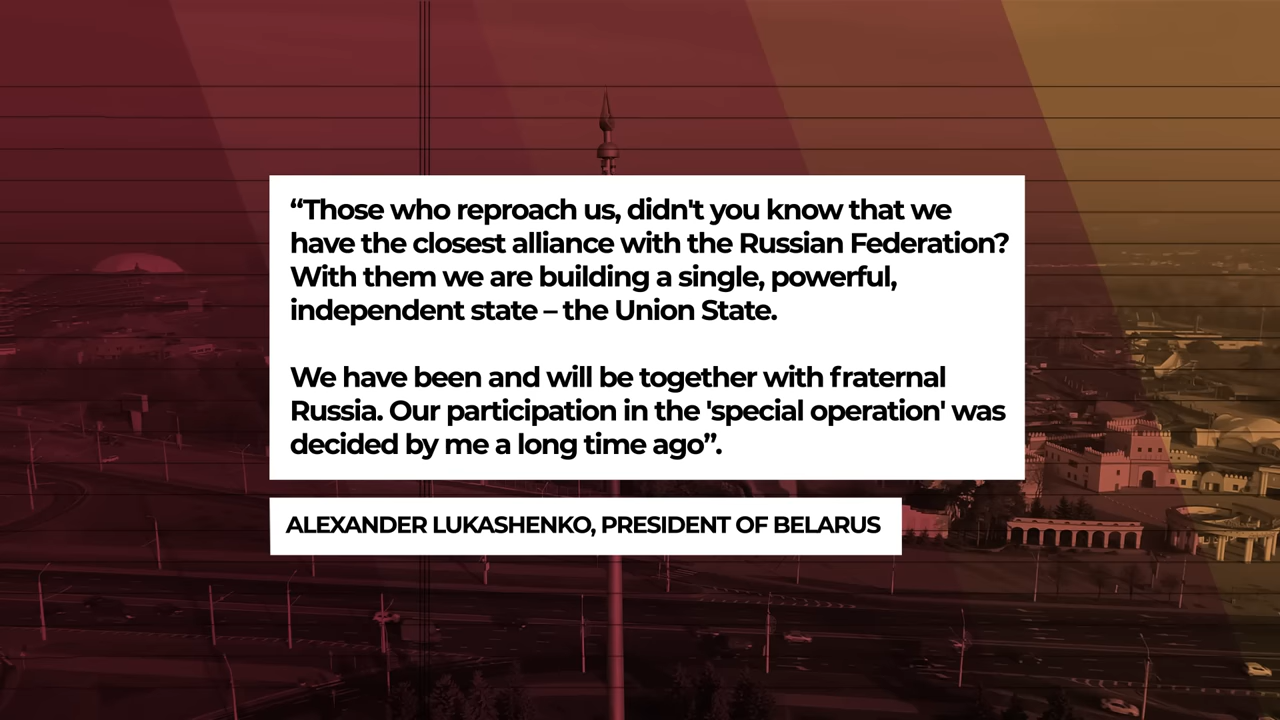 “Those who reproach us, didn't you know that we
have the closest alliance with the Russian Federation?
With them we are building a single, powerful,
independent state – the Union State.
We have been and will be together with fraternal
Russia. Our participation in the 'special operation' was
decided by me a long time ago”.
ALEXANDER LUKASHENKO, PRESIDENT OF BELARUS